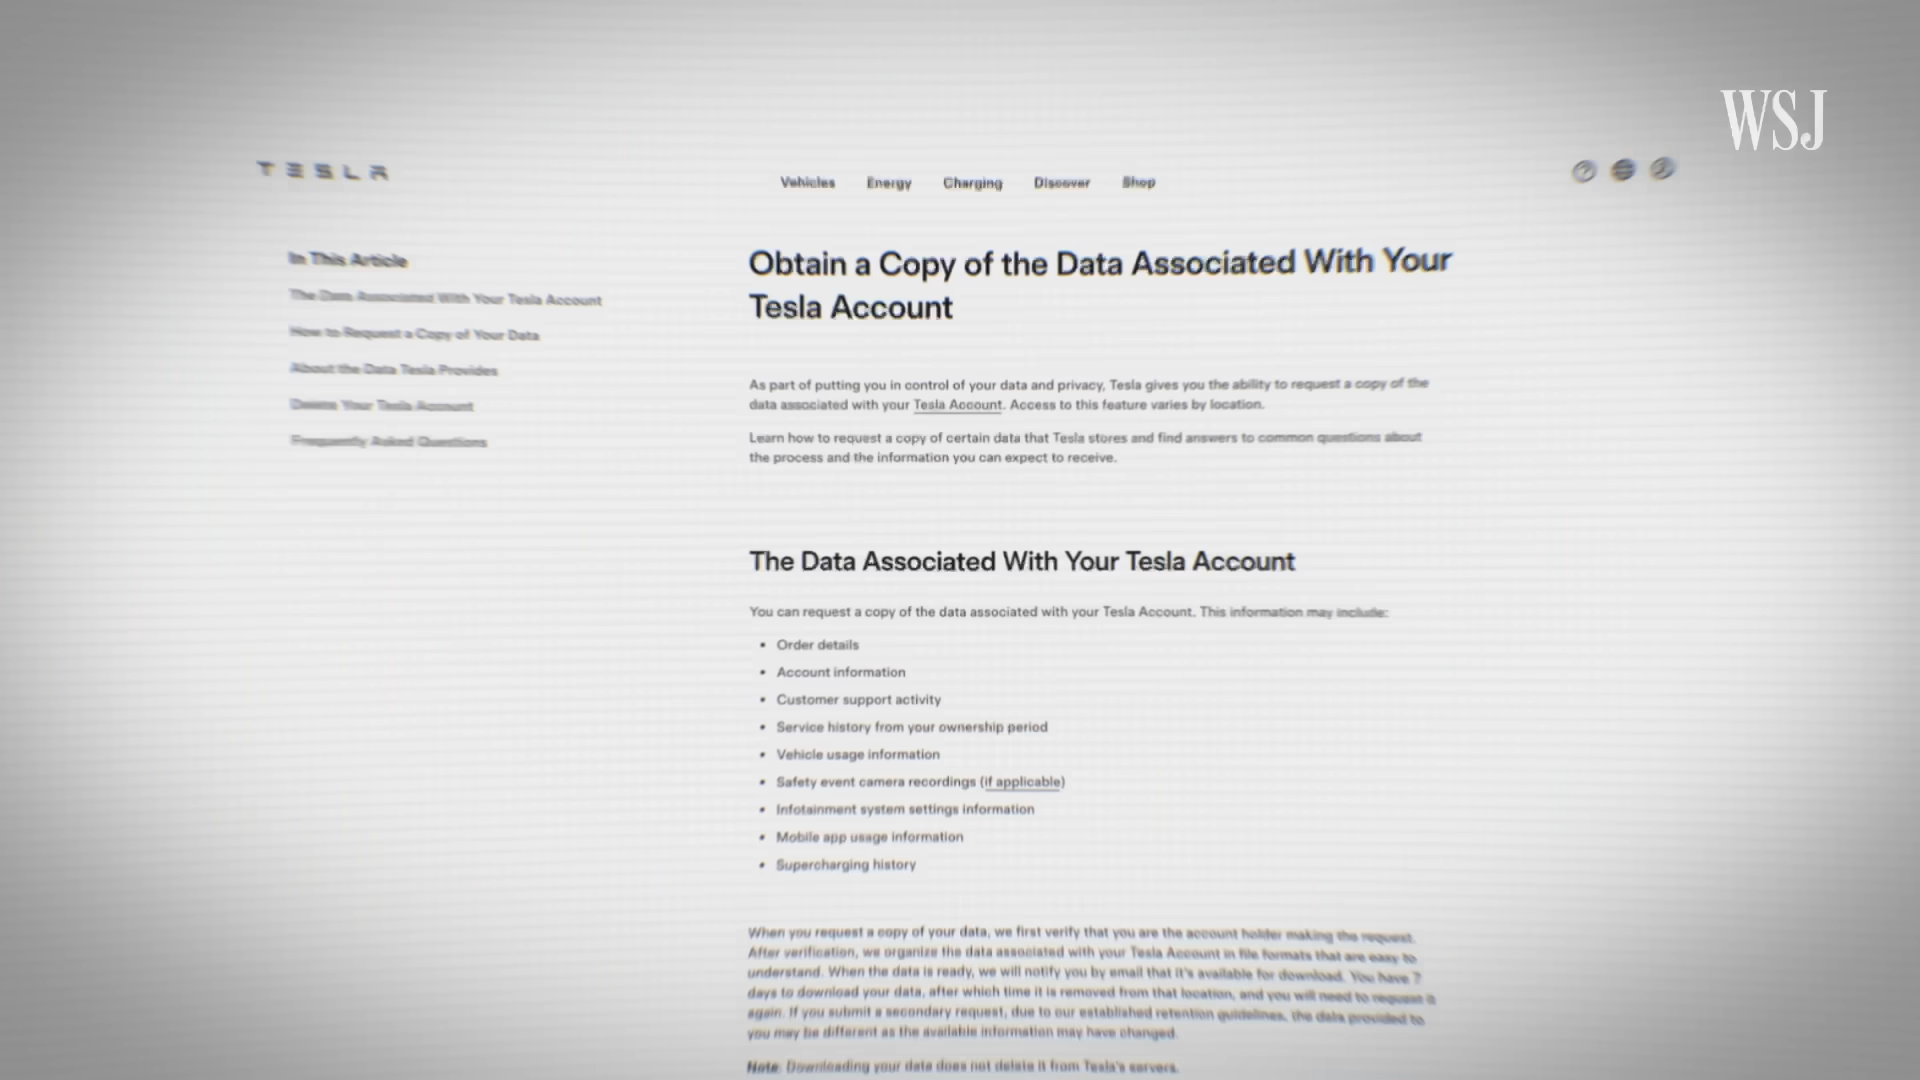 WSJ
TESLA
Vehicles Energy Charging Discover Shop
In This Article
The Data Associated With Your Tesla Account
How to Request a Copy of Your Data
About the Data Tesla Provides
Delete Your Tesla Account
Frequently Asked Questions
Obtain a Copy of the Data Associated With Your
Tesla Account
As part of putting you in control of your data and privacy, Tesla gives you the ability to request a copy of the
data associated with your Tesla Account. Access to this feature varies by location.
Learn how to request a copy of certain data that Tesla stores and find answers to common questions about
the process and the information you can expect to receive.
The Data Associated With Your Tesla Account
You can request a copy of the data associated with your Tesla Account. This information may include:
• Order details
• Account information
• Customer support activity
• Service history from your ownership period
• Vehicle usage information
• Safety event camera recordings (if applicable)
• Infotainment system settings information
• Mobile app usage information
• Supercharging history
When you request a copy of your data, we first verify that you are the account holder making the request.
After verification, we organize the data associated with your Tesla Account in file formats that are easy to
understand. When the data is ready, we will notify you by email that it's available for download. You have 7
days to download your data, after which time it is removed from that location, and you will need to request it
again. If you submit a secondary request, due to our established retention guidelines, the data provided to
you may be different as the available information may have changed.
Note: Downloading your data does not delete it from Tesla's servers.